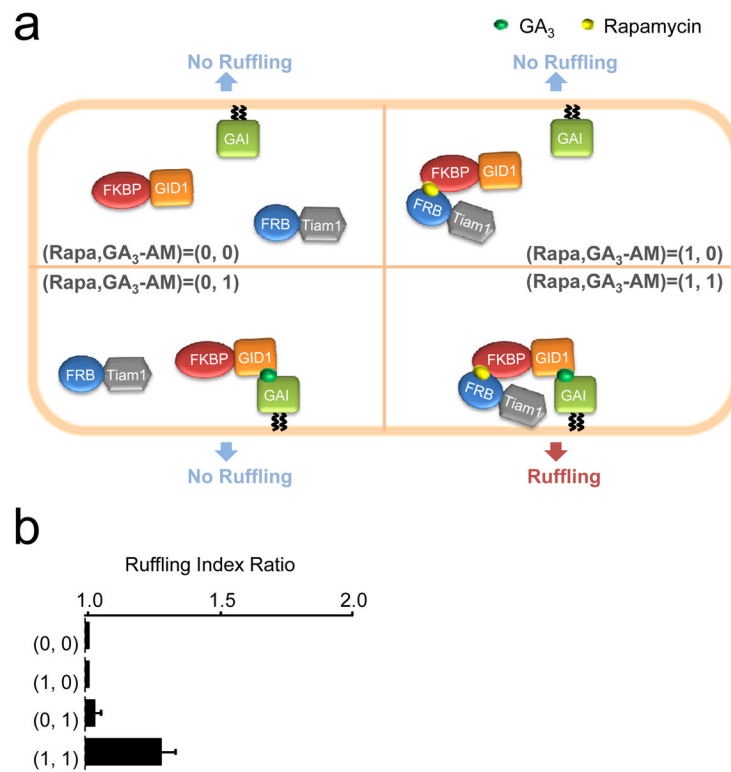 a
GA₃ Rapamycin
No Ruffling No Ruffling
GAI GAI
FKBP GID1 FKBP GID1
FRB Tiam1 FRB Tiam1
(Rapa,GA₃-AM)=(0, 0) (Rapa,GA₃-AM)=(1, 0)
(Rapa,GA₃-AM)=(0, 1) (Rapa,GA₃-AM)=(1, 1)
FKBP GID1 FKBP GID1
FRB Tiam1 GAI FRB Tiam1 GAI
No Ruffling Ruffling
b
Ruffling Index Ratio
1.0 1.5 2.0
(0, 0)
(1, 0)
(0, 1)
(1, 1)